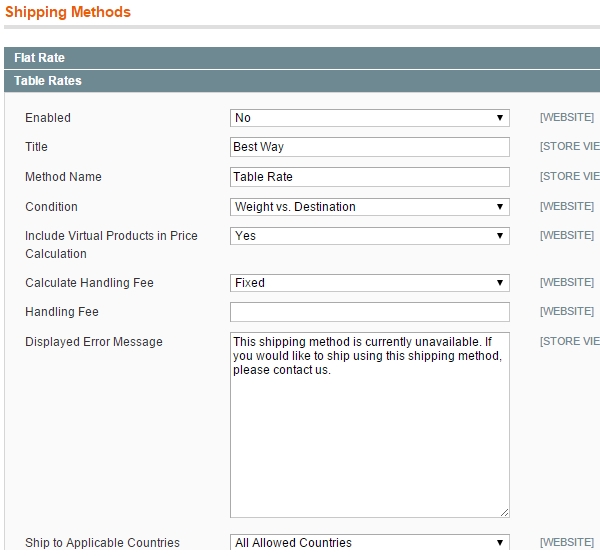 Shipping Methods
Flat Rate
Table Rates
Enabled No [WEBSITE]
Title Best Way [STORE VIE
Method Name Table Rate [STORE VIE
Condition Weight vs. Destination [WEBSITE]
Include Virtual Products in Price Yes [WEBSITE]
Calculation
Calculate Handling Fee Fixed [WEBSITE]
Handling Fee [WEBSITE]
Displayed Error Message This shipping method is currently unavailable. If [STORE VIE
you would like to ship using this shipping method,
please contact us.
Ship to Applicable Countries All Allowed Countries [WEBSITE]